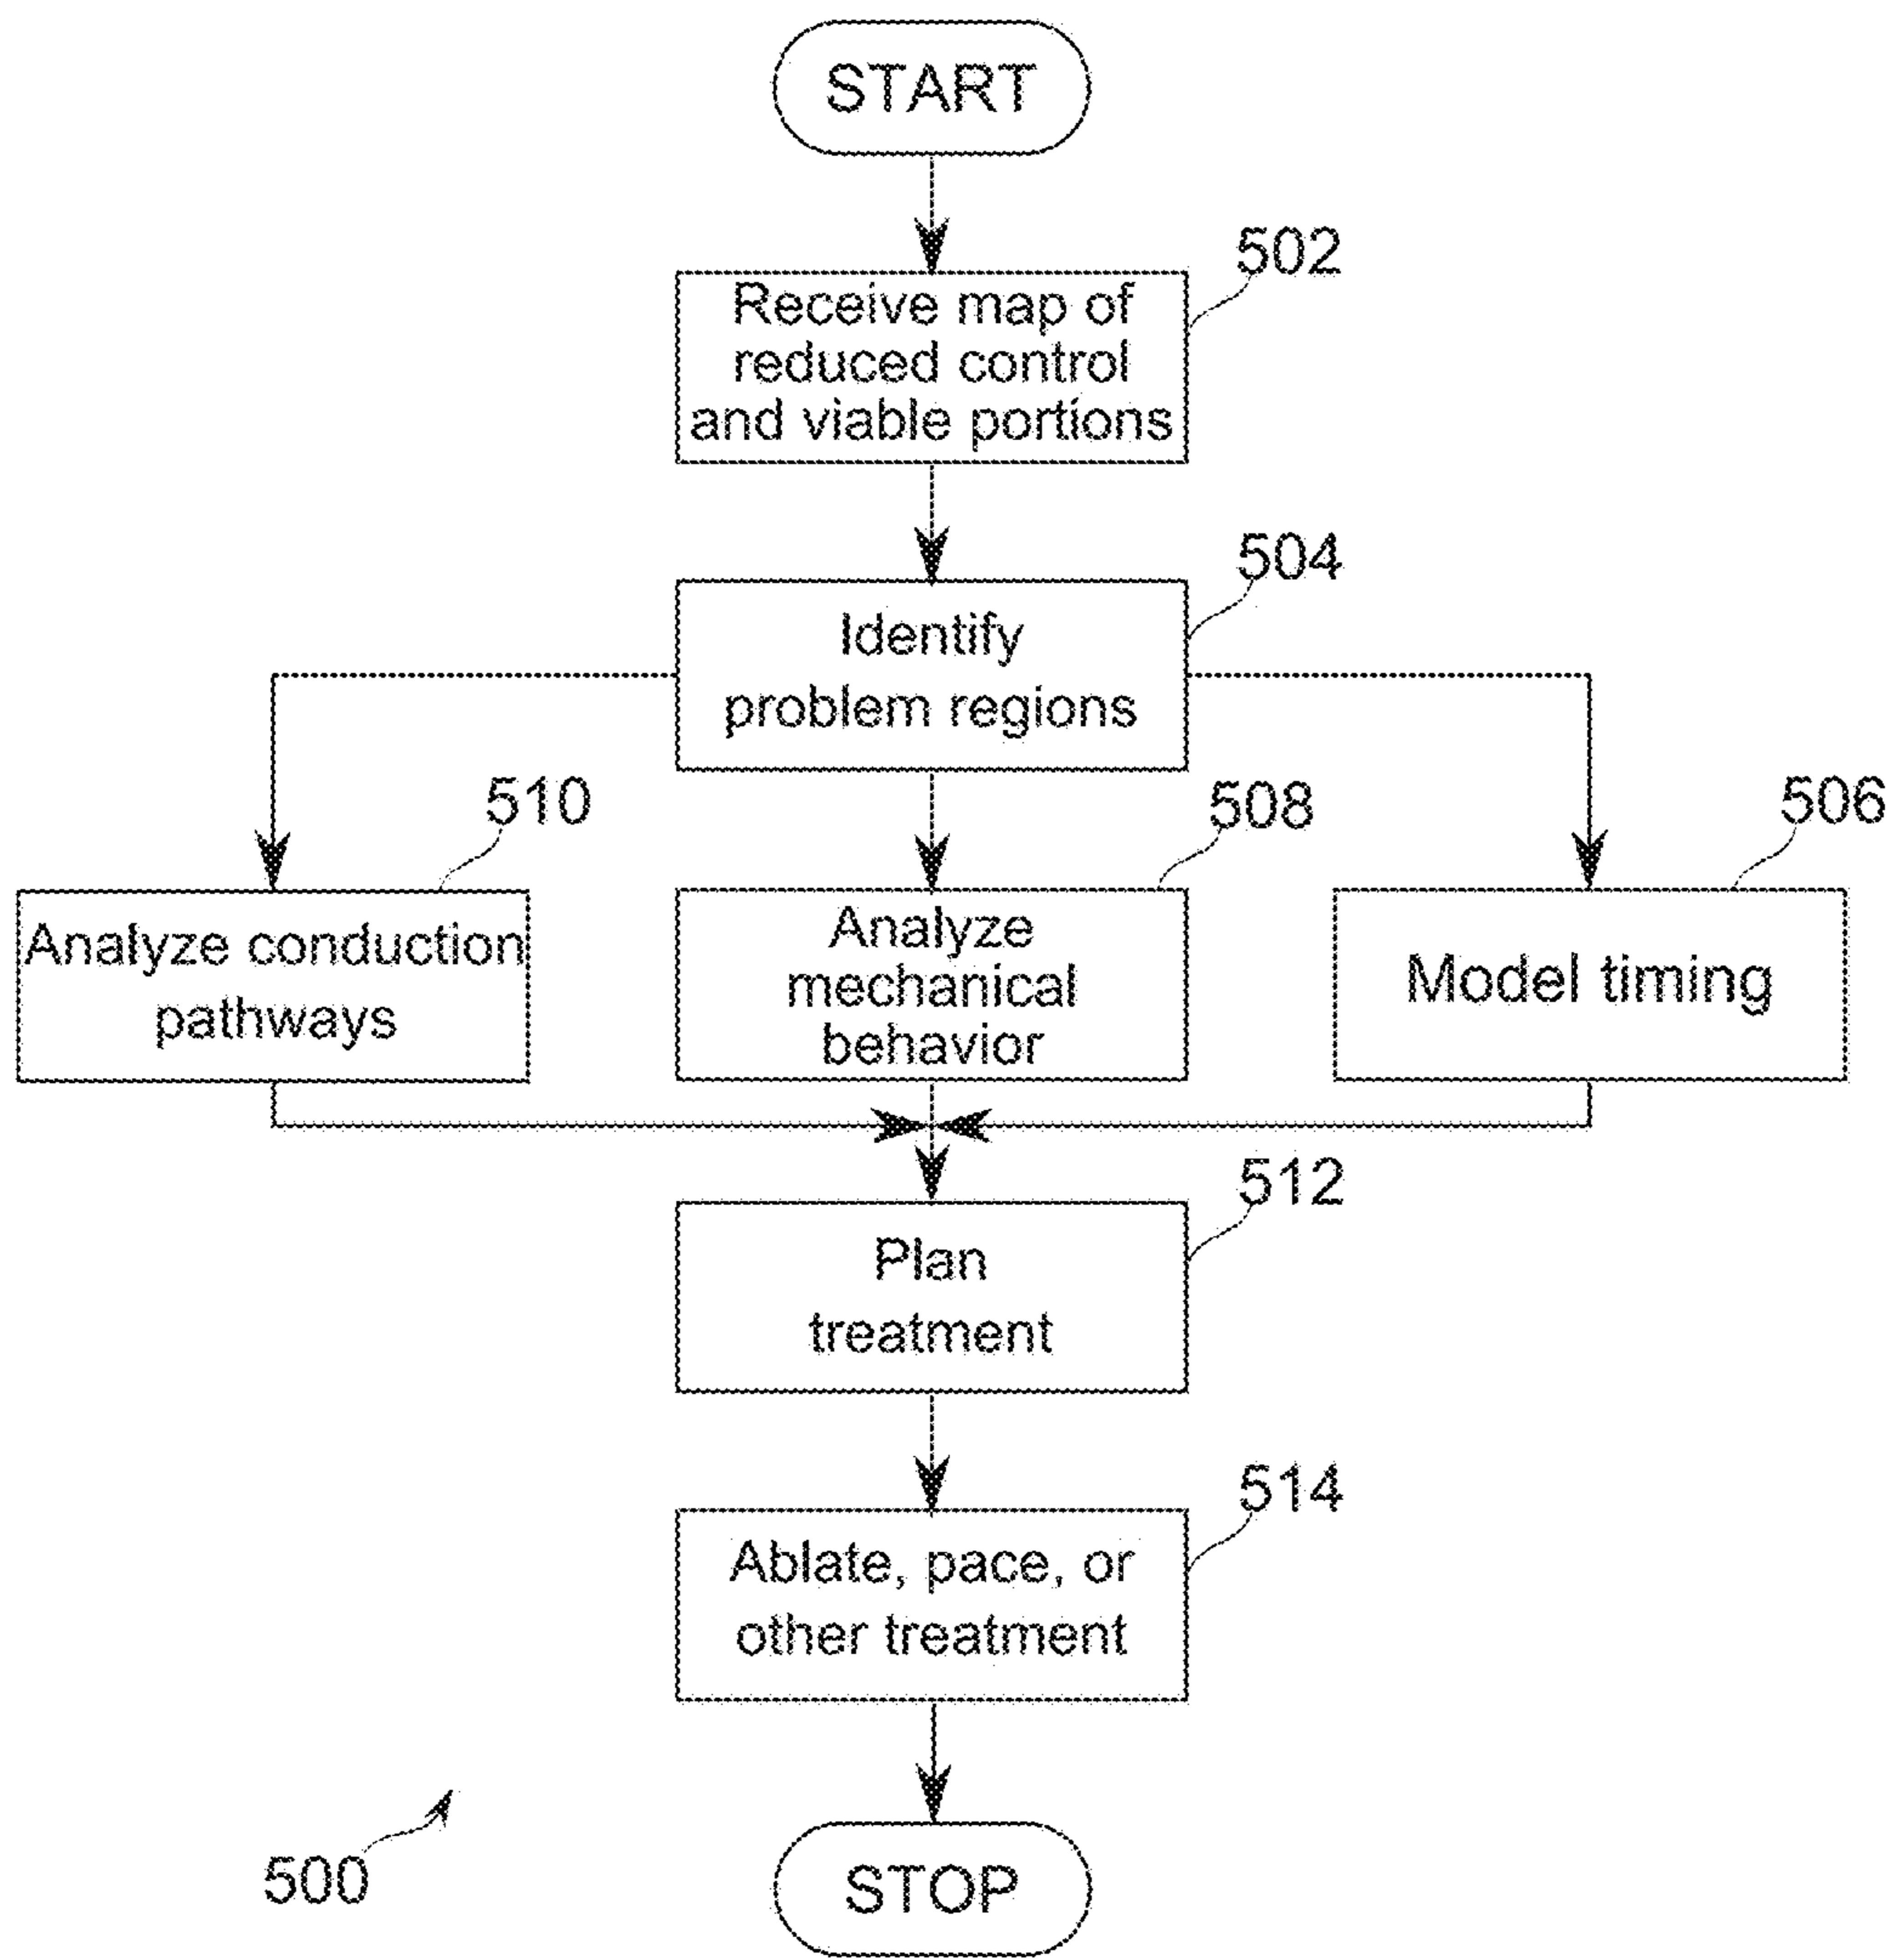 START
502
Receive map of
reduced control
and viable portions
504
Identify
problem regions
510
508
506
Analyze conduction
pathways
Analyze
mechanical
behavior
Model timing
512
Plan
treatment
514
Ablate, pace, or
other treatment
500
STOP